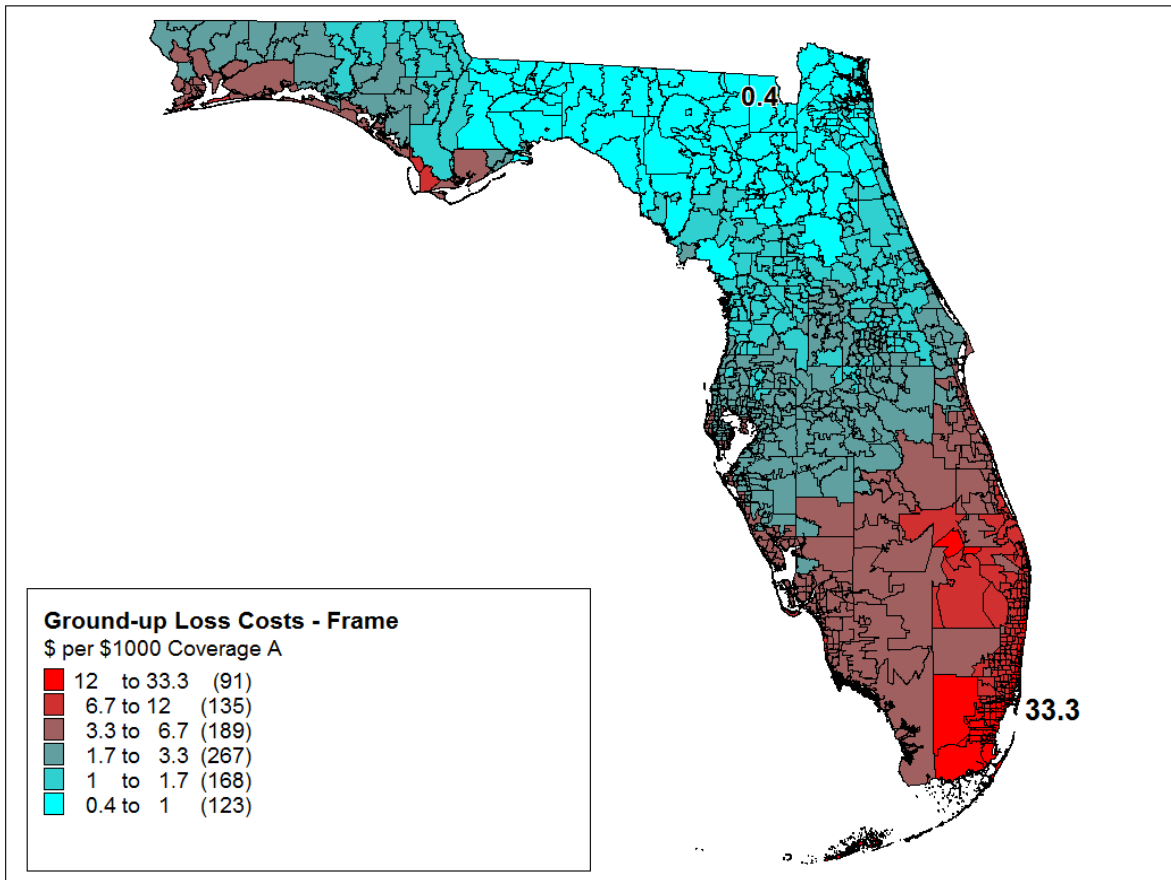 0.4
33.3
Ground-up Loss Costs - Frame
$ per $1000 Coverage A
12 to 33.3 (91)
6.7 to 12 (135)
3.3 to 6.7 (189)
1.7 to 3.3 (267)
1 to 1.7 (168)
0.4 to 1 (123)